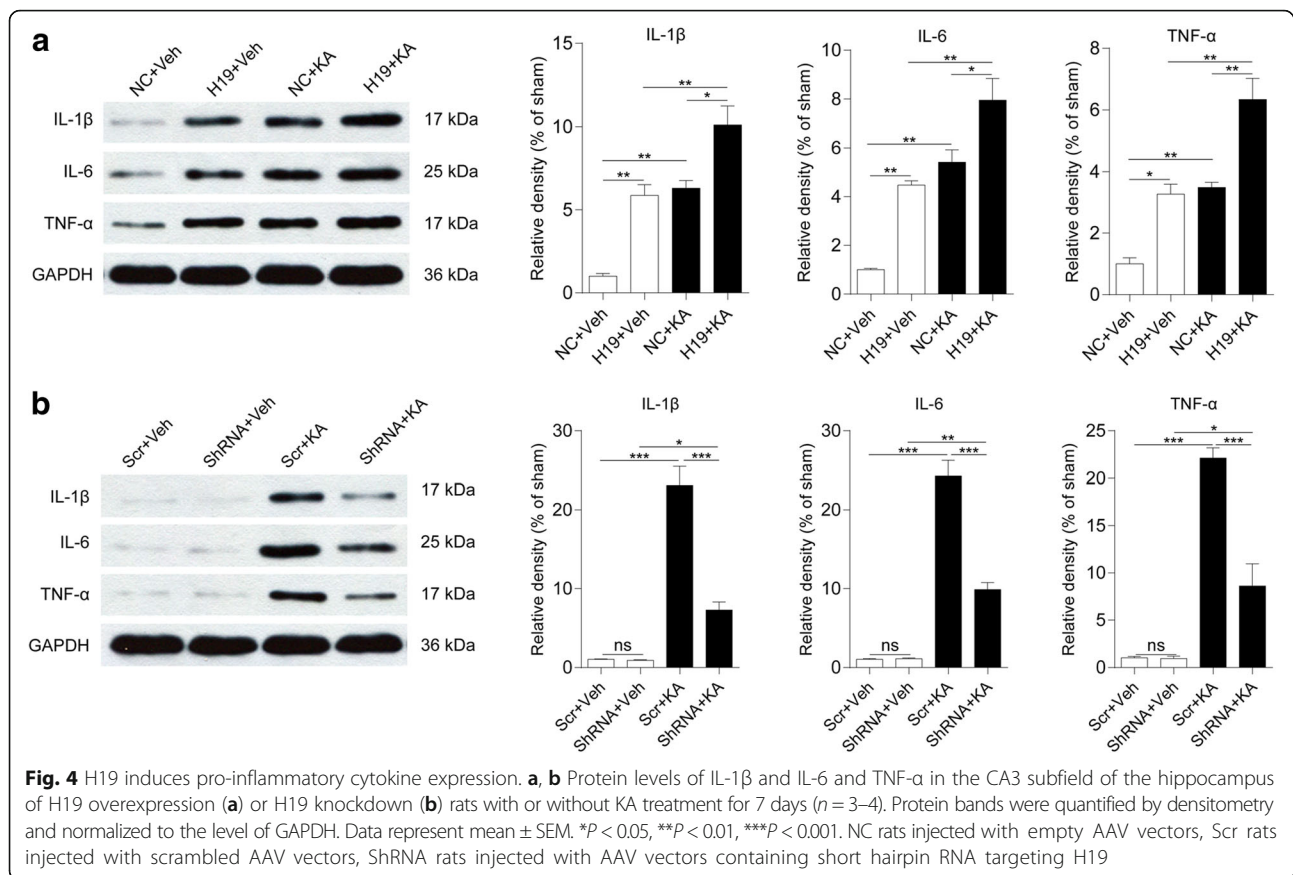 a
NC+Veh
H19+Veh
NC+KA
H19+KA
IL-1β
17 kDa
IL-6
25 kDa
TNF-α
17 kDa
GAPDH
36 kDa
IL-1β
Relative density (% of sham)
15
10
5
0
**
*
**
**
NC+Veh
H19+Veh
NC+KA
H19+KA
IL-6
Relative density (% of sham)
10
8
6
4
2
0
**
*
**
**
NC+Veh
H19+Veh
NC+KA
H19+KA
TNF-α
Relative density (% of sham)
8
6
4
2
0
**
**
**
*
NC+Veh
H19+Veh
NC+KA
H19+KA
b
Scr+Veh
ShRNA+Veh
Scr+KA
ShRNA+KA
IL-1β
17 kDa
IL-6
25 kDa
TNF-α
17 kDa
GAPDH
36 kDa
IL-1β
Relative density (% of sham)
30
20
10
0
*
***
***
ns
Scr+Veh
ShRNA+Veh
Scr+KA
ShRNA+KA
IL-6
Relative density (% of sham)
30
20
10
0
**
***
***
ns
Scr+Veh
ShRNA+Veh
Scr+KA
ShRNA+KA
TNF-α
Relative density (% of sham)
25
20
15
10
5
0
*
***
***
ns
Scr+Veh
ShRNA+Veh
Scr+KA
ShRNA+KA
Fig. 4 H19 induces pro-inflammatory cytokine expression. a, b Protein levels of IL-1β and IL-6 and TNF-α in the CA3 subfield of the hippocampus
of H19 overexpression (a) or H19 knockdown (b) rats with or without KA treatment for 7 days (n = 3–4). Protein bands were quantified by densitometry
and normalized to the level of GAPDH. Data represent mean ± SEM. *P < 0.05, **P < 0.01, ***P < 0.001. NC rats injected with empty AAV vectors, Scr rats
injected with scrambled AAV vectors, ShRNA rats injected with AAV vectors containing short hairpin RNA targeting H19